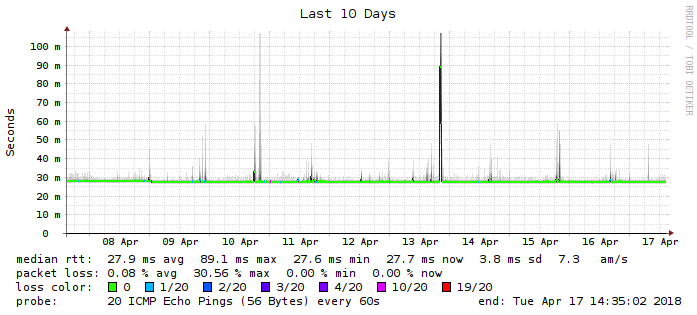 Last 10 Days
RRDTOOL / TOBI OETIKER
Seconds
100 m
90 m
80 m
70 m
60 m
50 m
40 m
30 m
20 m
10 m
0
08 Apr 09 Apr 10 Apr 11 Apr 12 Apr 13 Apr 14 Apr 15 Apr 16 Apr 17 Apr
median rtt: 27.9 ms avg 89.1 ms max 27.6 ms min 27.7 ms now 3.8 ms sd 7.3 am/s
packet loss: 0.08 % avg 30.56 % max 0.00 % min 0.00 % now
loss color: 0 1/20 2/20 3/20 4/20 10/20 19/20
probe: 20 ICMP Echo Pings (56 Bytes) every 60s end: Tue Apr 17 14:35:02 2018